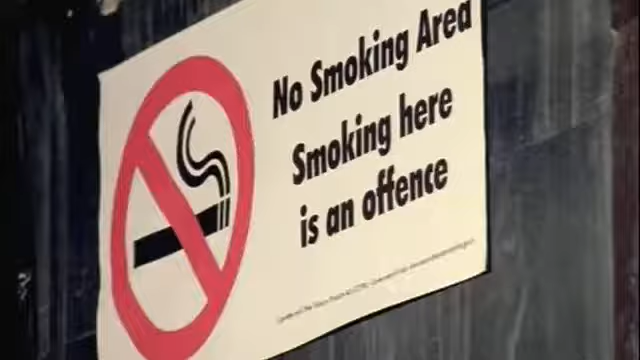 No Smoking Area
Smoking here
is an offence